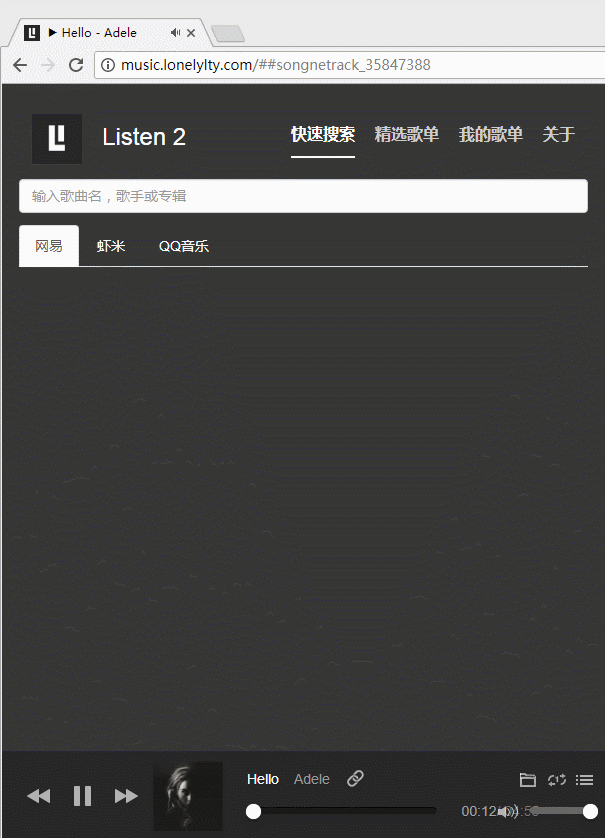 Hello - Adele
music.lonelylty.com/##songnetrack_35847388
Listen 2
快速搜索 精选歌单 我的歌单 关于
输入歌曲名，歌手或专辑
网易 虾米 QQ音乐
Hello Adele
00:12